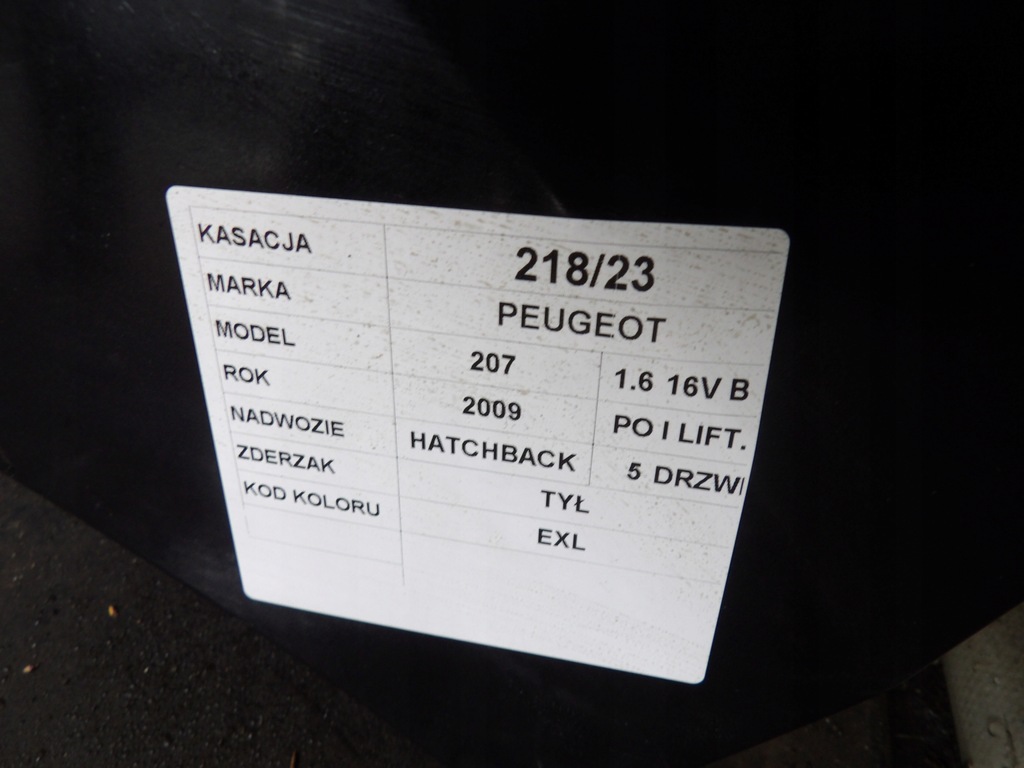 KASACJA 218/23
MARKA PEUGEOT
MODEL 207 1.6 16V B
ROK 2009 PO I LIFT.
NADWOZIE HATCHBACK 5 DRZWI
ZDERZAK TYŁ
KOD KOLORU EXL